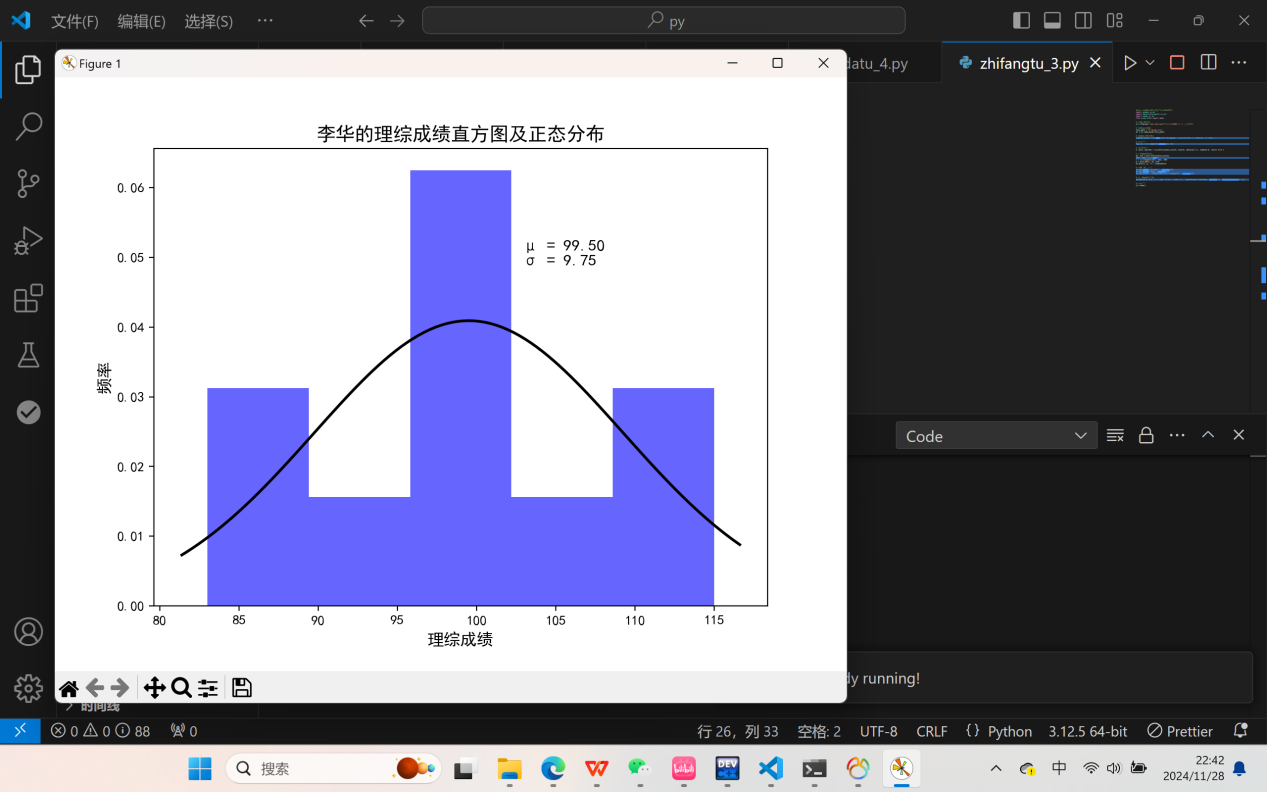 文件(F) 编辑(E) 选择(S) ··· py
Figure 1
datu_4.py zhifangtu_3.py
李华的理综成绩直方图及正态分布
μ = 99.50
σ = 9.75
0.06
0.05
0.04
0.03
0.02
0.01
0.00
频率
80 85 90 95 100 105 110 115
理综成绩
Code
dy running!
时间线
0 0 88 0 行 26，列 33 空格: 2 UTF-8 CRLF {} Python 3.12.5 64-bit Prettier
搜索 DEV 中 22:42
2024/11/28